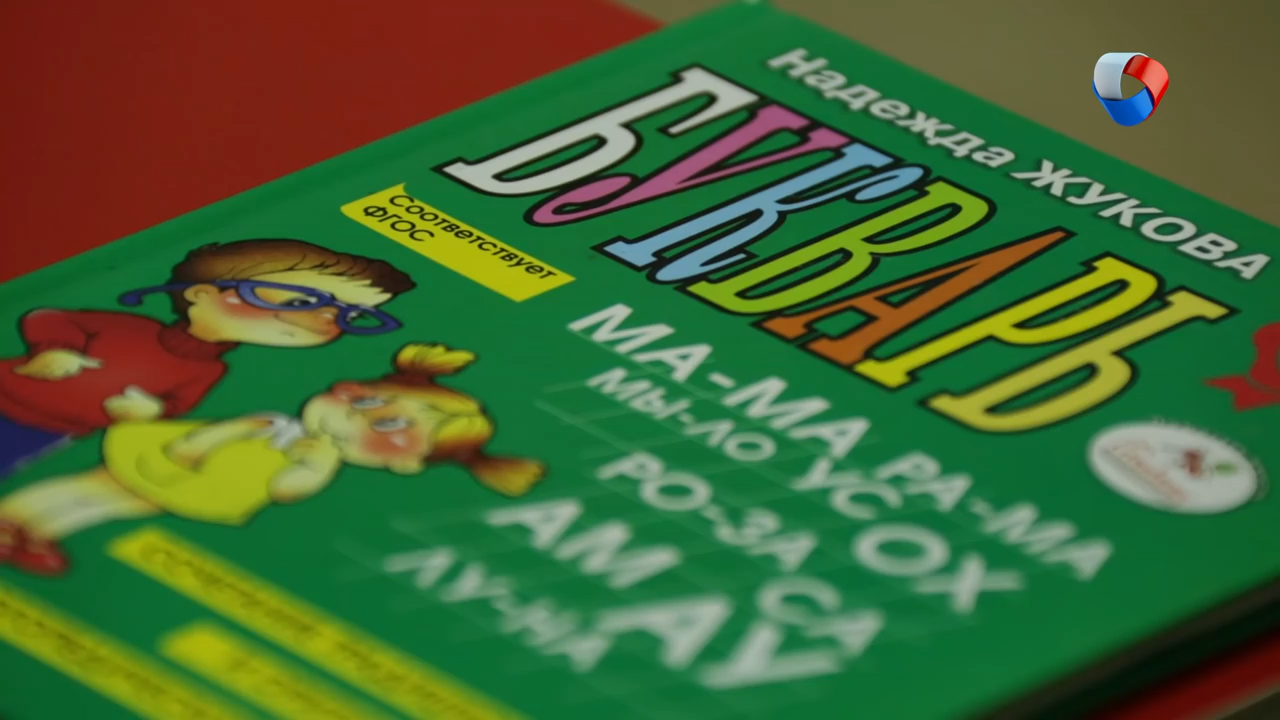 Надежда ЖУКОВА
БУКВАРЬ
Соответствует
ФГОС
МА-МА РА-МА
МЫ-ЛО УС ОХ
РО-ЗА СА
АМ АУ
ЛУ-НА